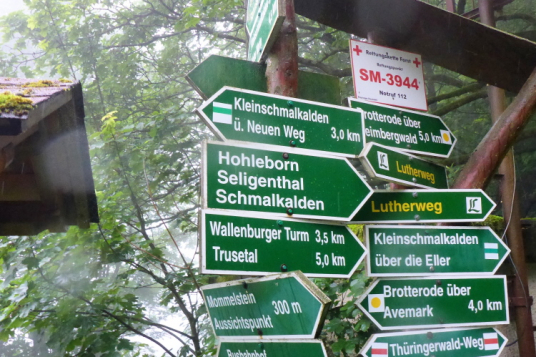 Rettungskette Forst
Rettungspunkt
SM-3944
Notruf 112
Kleinschmalkalden
ü. Neuen Weg 3,0 km
Brotterode über
eimbergwald 5,0 km
Lutherweg
Hohleborn
Seligenthal
Schmalkalden
Lutherweg
Wallenburger Turm 3,5 km
Trusetal 5,0 km
Kleinschmalkalden
über die Eller
Mommelstein
Aussichtspunkt 300 m
Brotterode über
Avemark 4,0 km
Thüringerwald-Weg